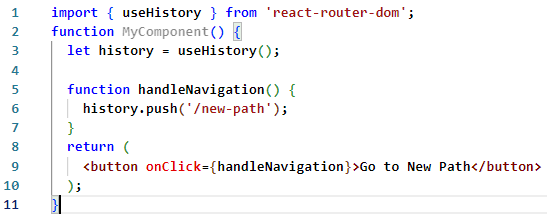 1 import { useHistory } from 'react-router-dom';
2 function MyComponent() {
3 let history = useHistory();
4
5 function handleNavigation() {
6 history.push('/new-path');
7 }
8 return (
9 <button onClick={handleNavigation}>Go to New Path</button>
10 );
11 }